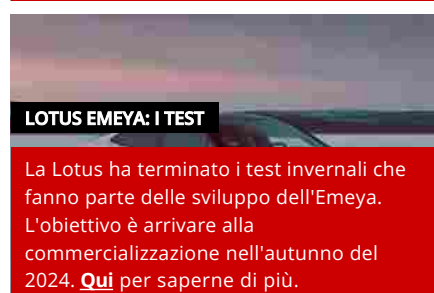 LOTUS EMEYA: I TEST
La Lotus ha terminato i test invernali che
fanno parte delle sviluppo dell'Emeya.
L'obiettivo è arrivare alla
commercializzazione nell'autunno del
2024. Qui per saperne di più.